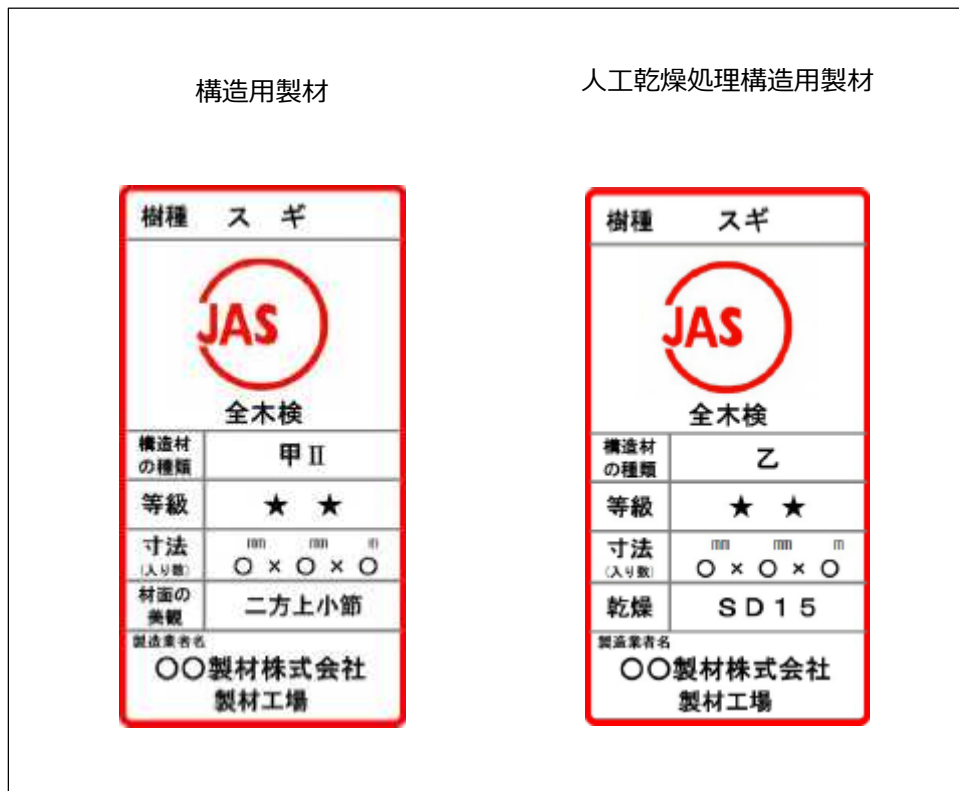 構造用製材
樹種 スギ
JAS
全木検
構造材の種類 甲Ⅱ
等級 ★ ★
mm mm m
寸法(入り数) ○×○×○
材面の美観 二方上小節
製造業者名
○○製材株式会社
製材工場
人工乾燥処理構造用製材
樹種 スギ
JAS
全木検
構造材の種類 乙
等級 ★ ★
mm mm m
寸法(入り数) ○×○×○
乾燥 SD15
製造業者名
○○製材株式会社
製材工場